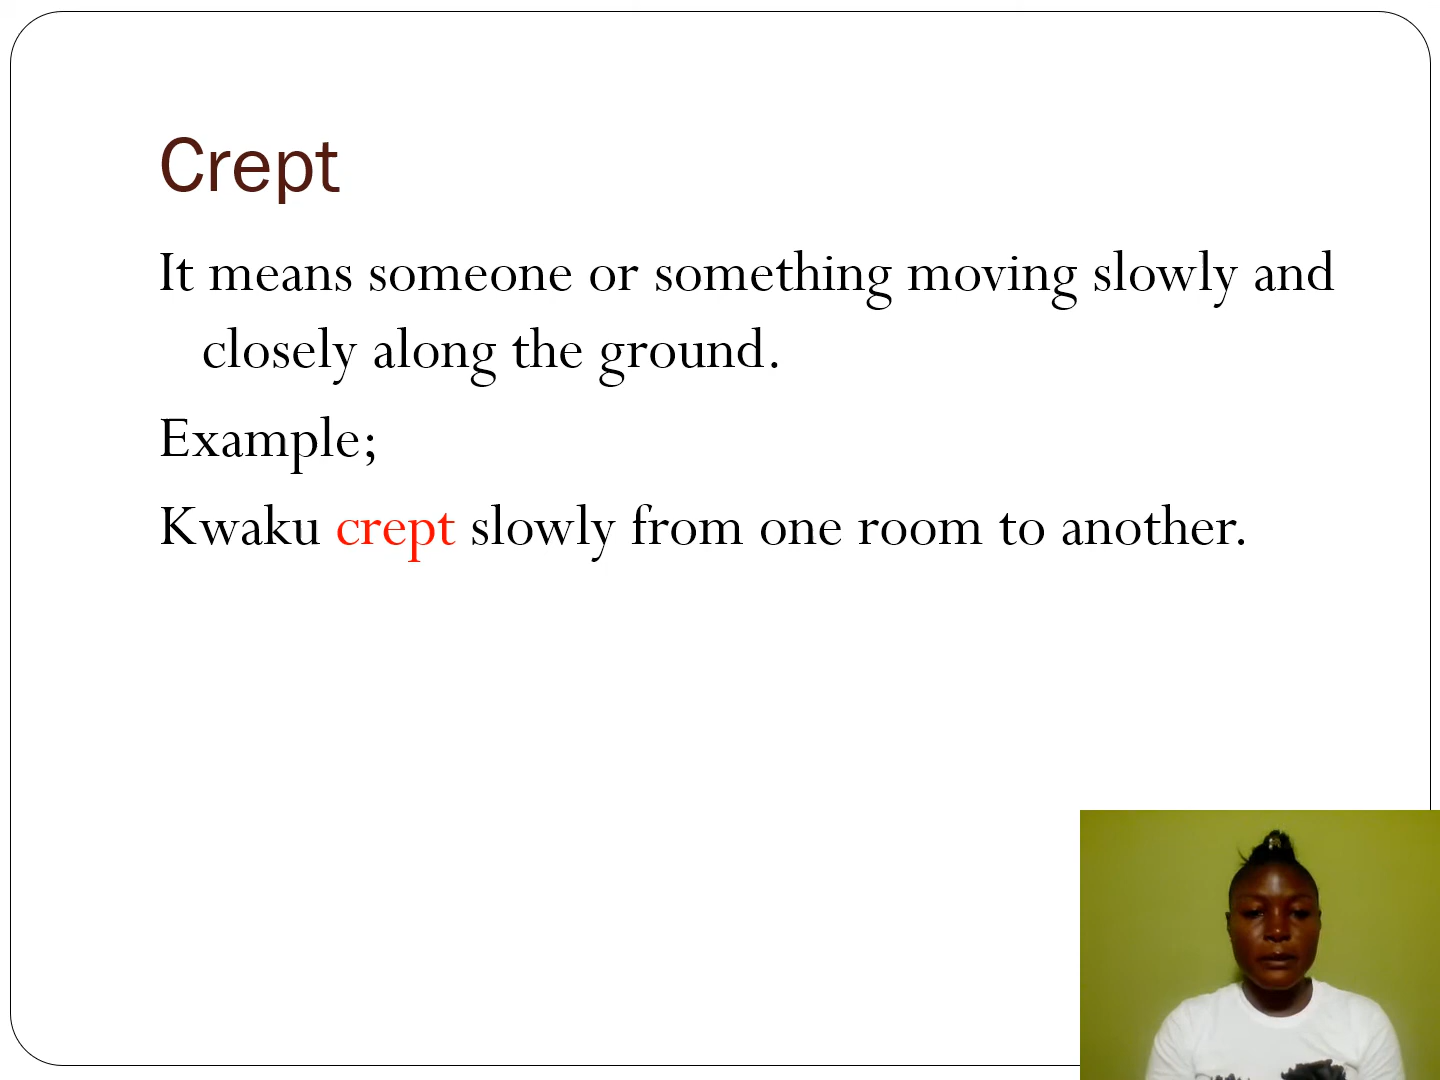 Crept
It means someone or something moving slowly and
closely along the ground.
Example;
Kwaku crept slowly from one room to another.